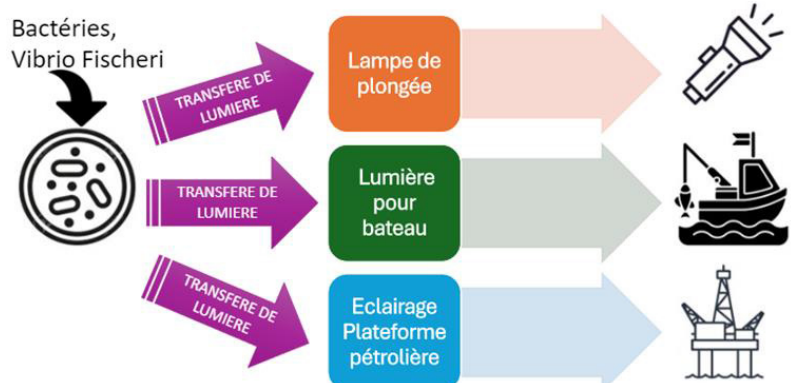 Bactéries,
Vibrio Fischeri
TRANSFERE DE
LUMIERE
Lampe de
plongée
TRANSFERE DE
LUMIERE
Lumière
pour
bateau
TRANSFERE DE
LUMIERE
Eclairage
Plateforme
pétrolière